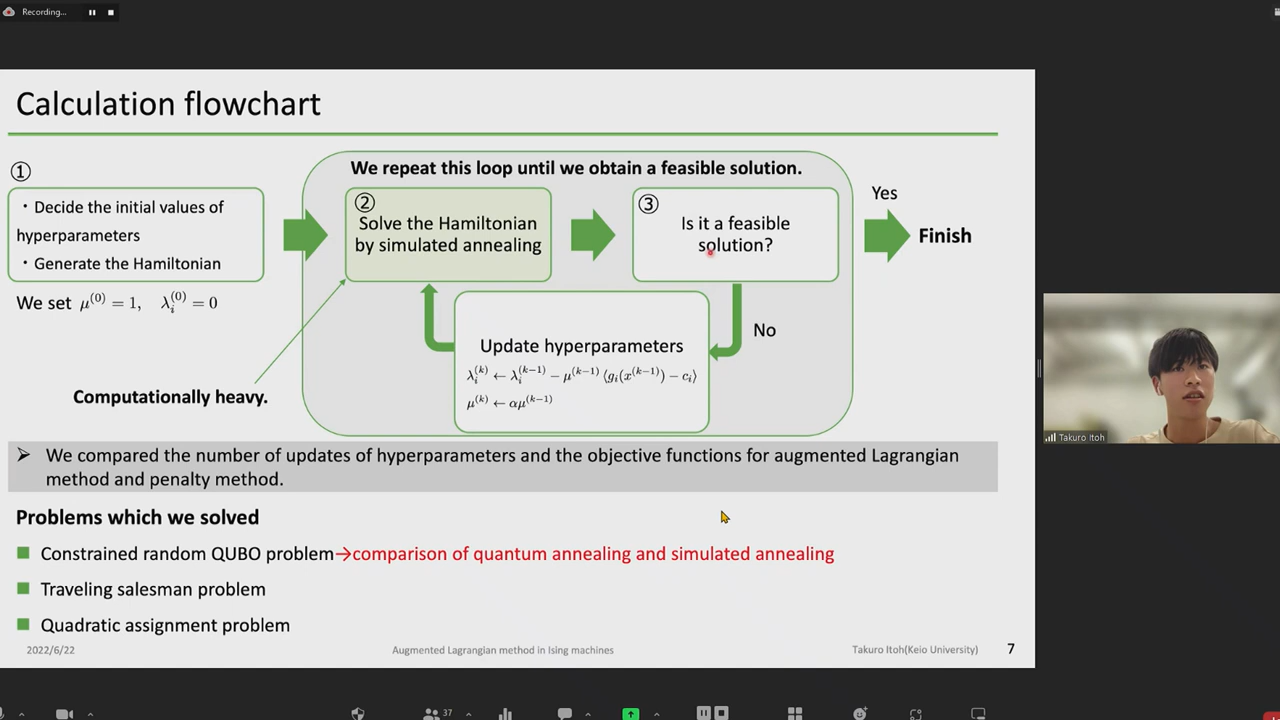 Recording...
Calculation flowchart
①
・Decide the initial values of
hyperparameters
・Generate the Hamiltonian
We set μ^{(0)} = 1, λ_i^{(0)} = 0
Computationally heavy.
We repeat this loop until we obtain a feasible solution.
②
Solve the Hamiltonian
by simulated annealing
③
Is it a feasible
solution?
Yes
Finish
No
Update hyperparameters
λ_i^{(k)} ← λ_i^{(k−1)} − μ^{(k−1)} ⟨g_i(x^{(k−1)}) − c_i⟩
μ^{(k)} ← αμ^{(k−1)}
➢ We compared the number of updates of hyperparameters and the objective functions for augmented Lagrangian
method and penalty method.
Problems which we solved
■ Constrained random QUBO problem→comparison of quantum annealing and simulated annealing
■ Traveling salesman problem
■ Quadratic assignment problem
2022/6/22
Augmented Lagrangian method in Ising machines
Takuro Itoh(Keio University)
7
Takuro Itoh
37